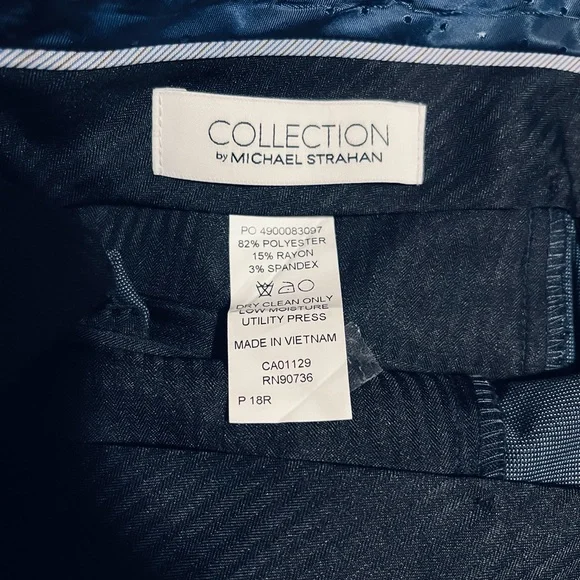 COLLECTION
by MICHAEL STRAHAN
PO 4900083097
82% POLYESTER
15% RAYON
3% SPANDEX
DRY CLEAN ONLY
LOW MOISTURE
UTILITY PRESS
MADE IN VIETNAM
CA01129
RN90736
P 18R